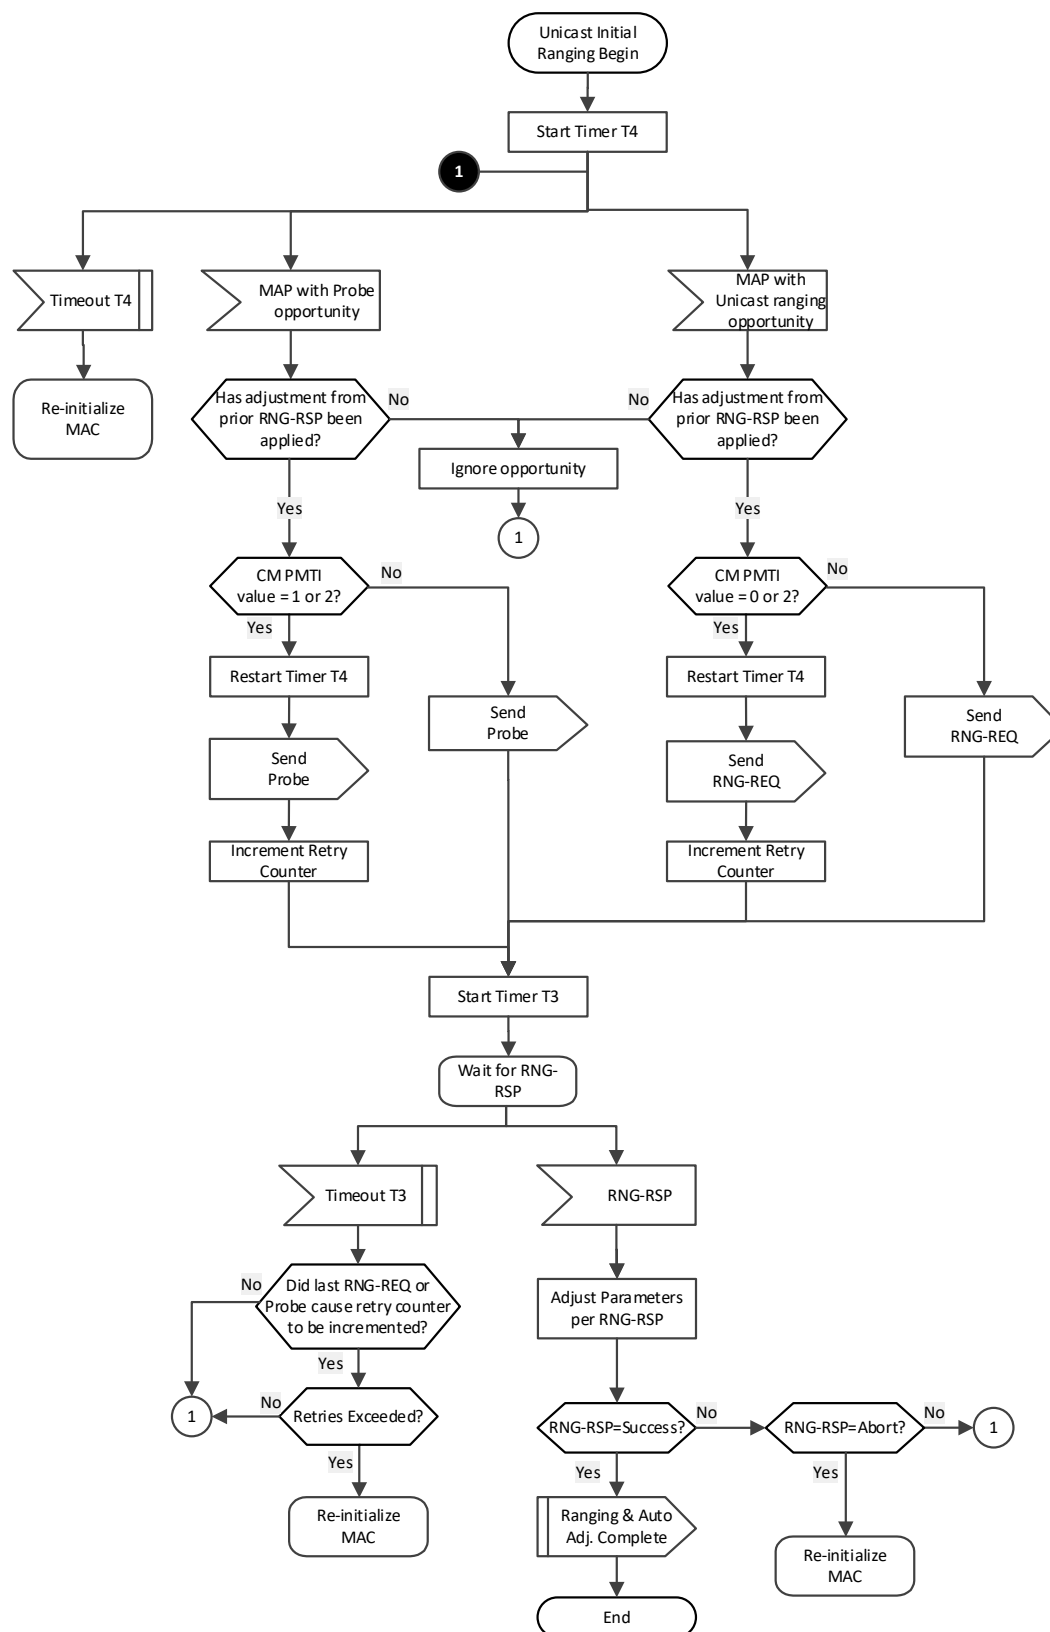 Unicast Initial
Ranging Begin
Start Timer T4
1
Timeout T4
MAP with Probe
opportunity
MAP with
Unicast ranging
opportunity
Re-initialize
MAC
Has adjustment from
prior RNG-RSP been
applied?
No
No
Has adjustment from
prior RNG-RSP been
applied?
Ignore opportunity
Yes
Yes
1
CM PMTI
value = 1 or 2?
No
CM PMTI
value = 0 or 2?
No
Yes
Yes
Restart Timer T4
Restart Timer T4
Send
Probe
Send
RNG-REQ
Send
Probe
Send
RNG-REQ
Increment Retry
Counter
Increment Retry
Counter
Start Timer T3
Wait for RNG-
RSP
Timeout T3
RNG-RSP
No
Did last RNG-REQ or
Probe cause retry counter
to be incremented?
Adjust Parameters
per RNG-RSP
Yes
1
No
Retries Exceeded?
RNG-RSP=Success?
No
RNG-RSP=Abort?
No
1
Yes
Yes
Yes
Re-initialize
MAC
Ranging & Auto
Adj. Complete
Re-initialize
MAC
End